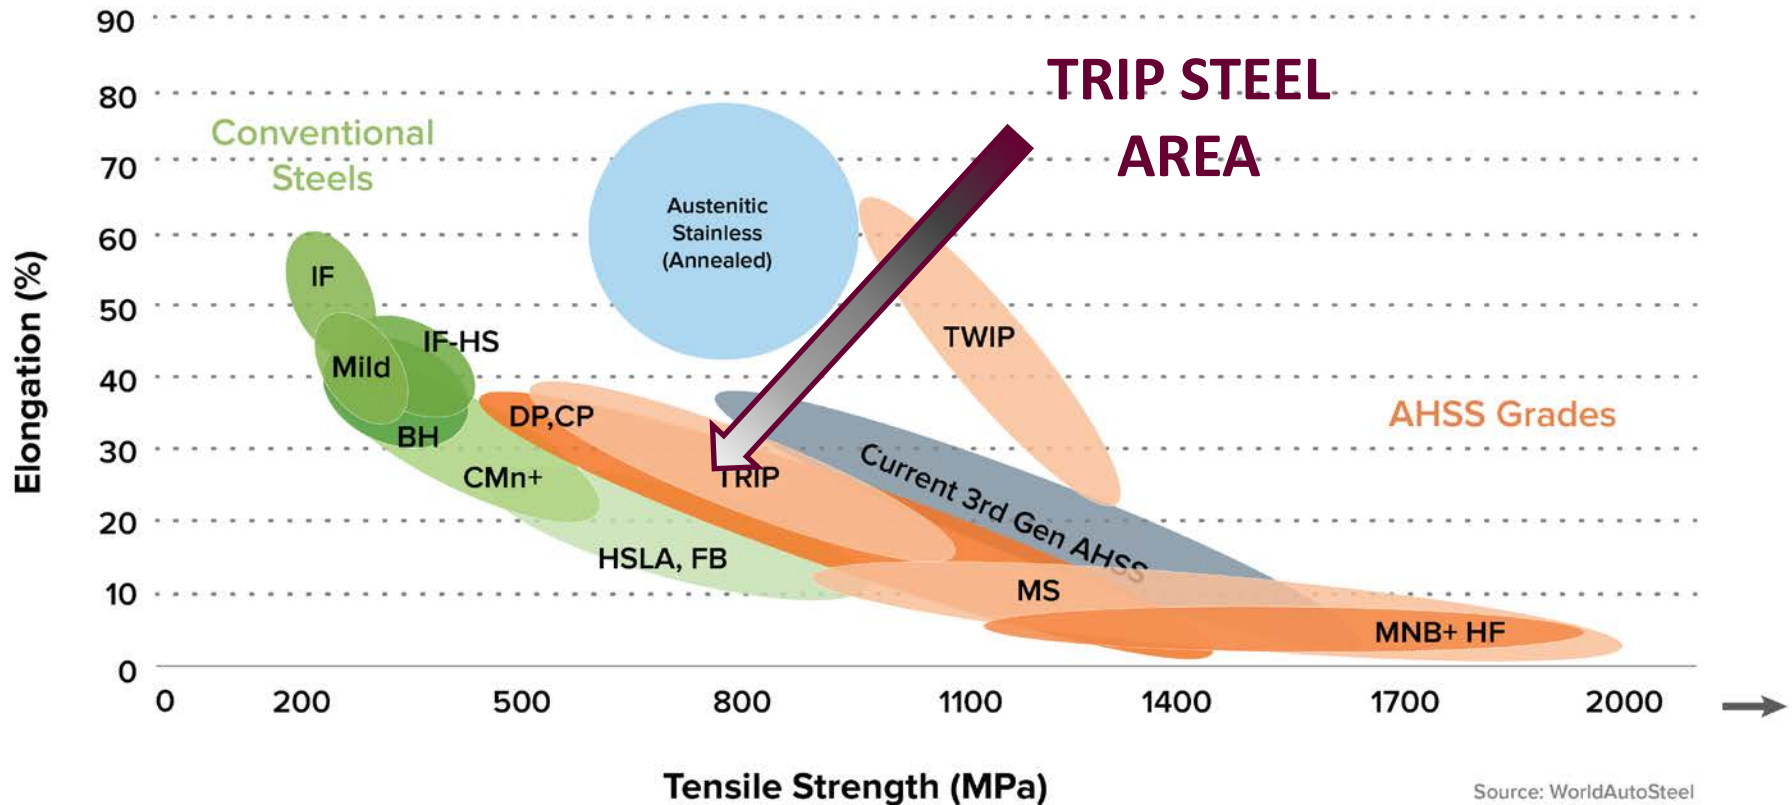 90
80
70
60
50
40
30
20
10
0
Elongation (%)
TRIP STEEL
AREA
Conventional
Steels
Austenitic
Stainless
(Annealed)
IF
IF-HS
Mild
BH
CMn+
HSLA, FB
DP,CP
TRIP
TWIP
AHSS Grades
Current 3rd Gen AHSS
MS
MNB+ HF
0 200 500 800 1100 1400 1700 2000
Tensile Strength (MPa)
Source: WorldAutoSteel